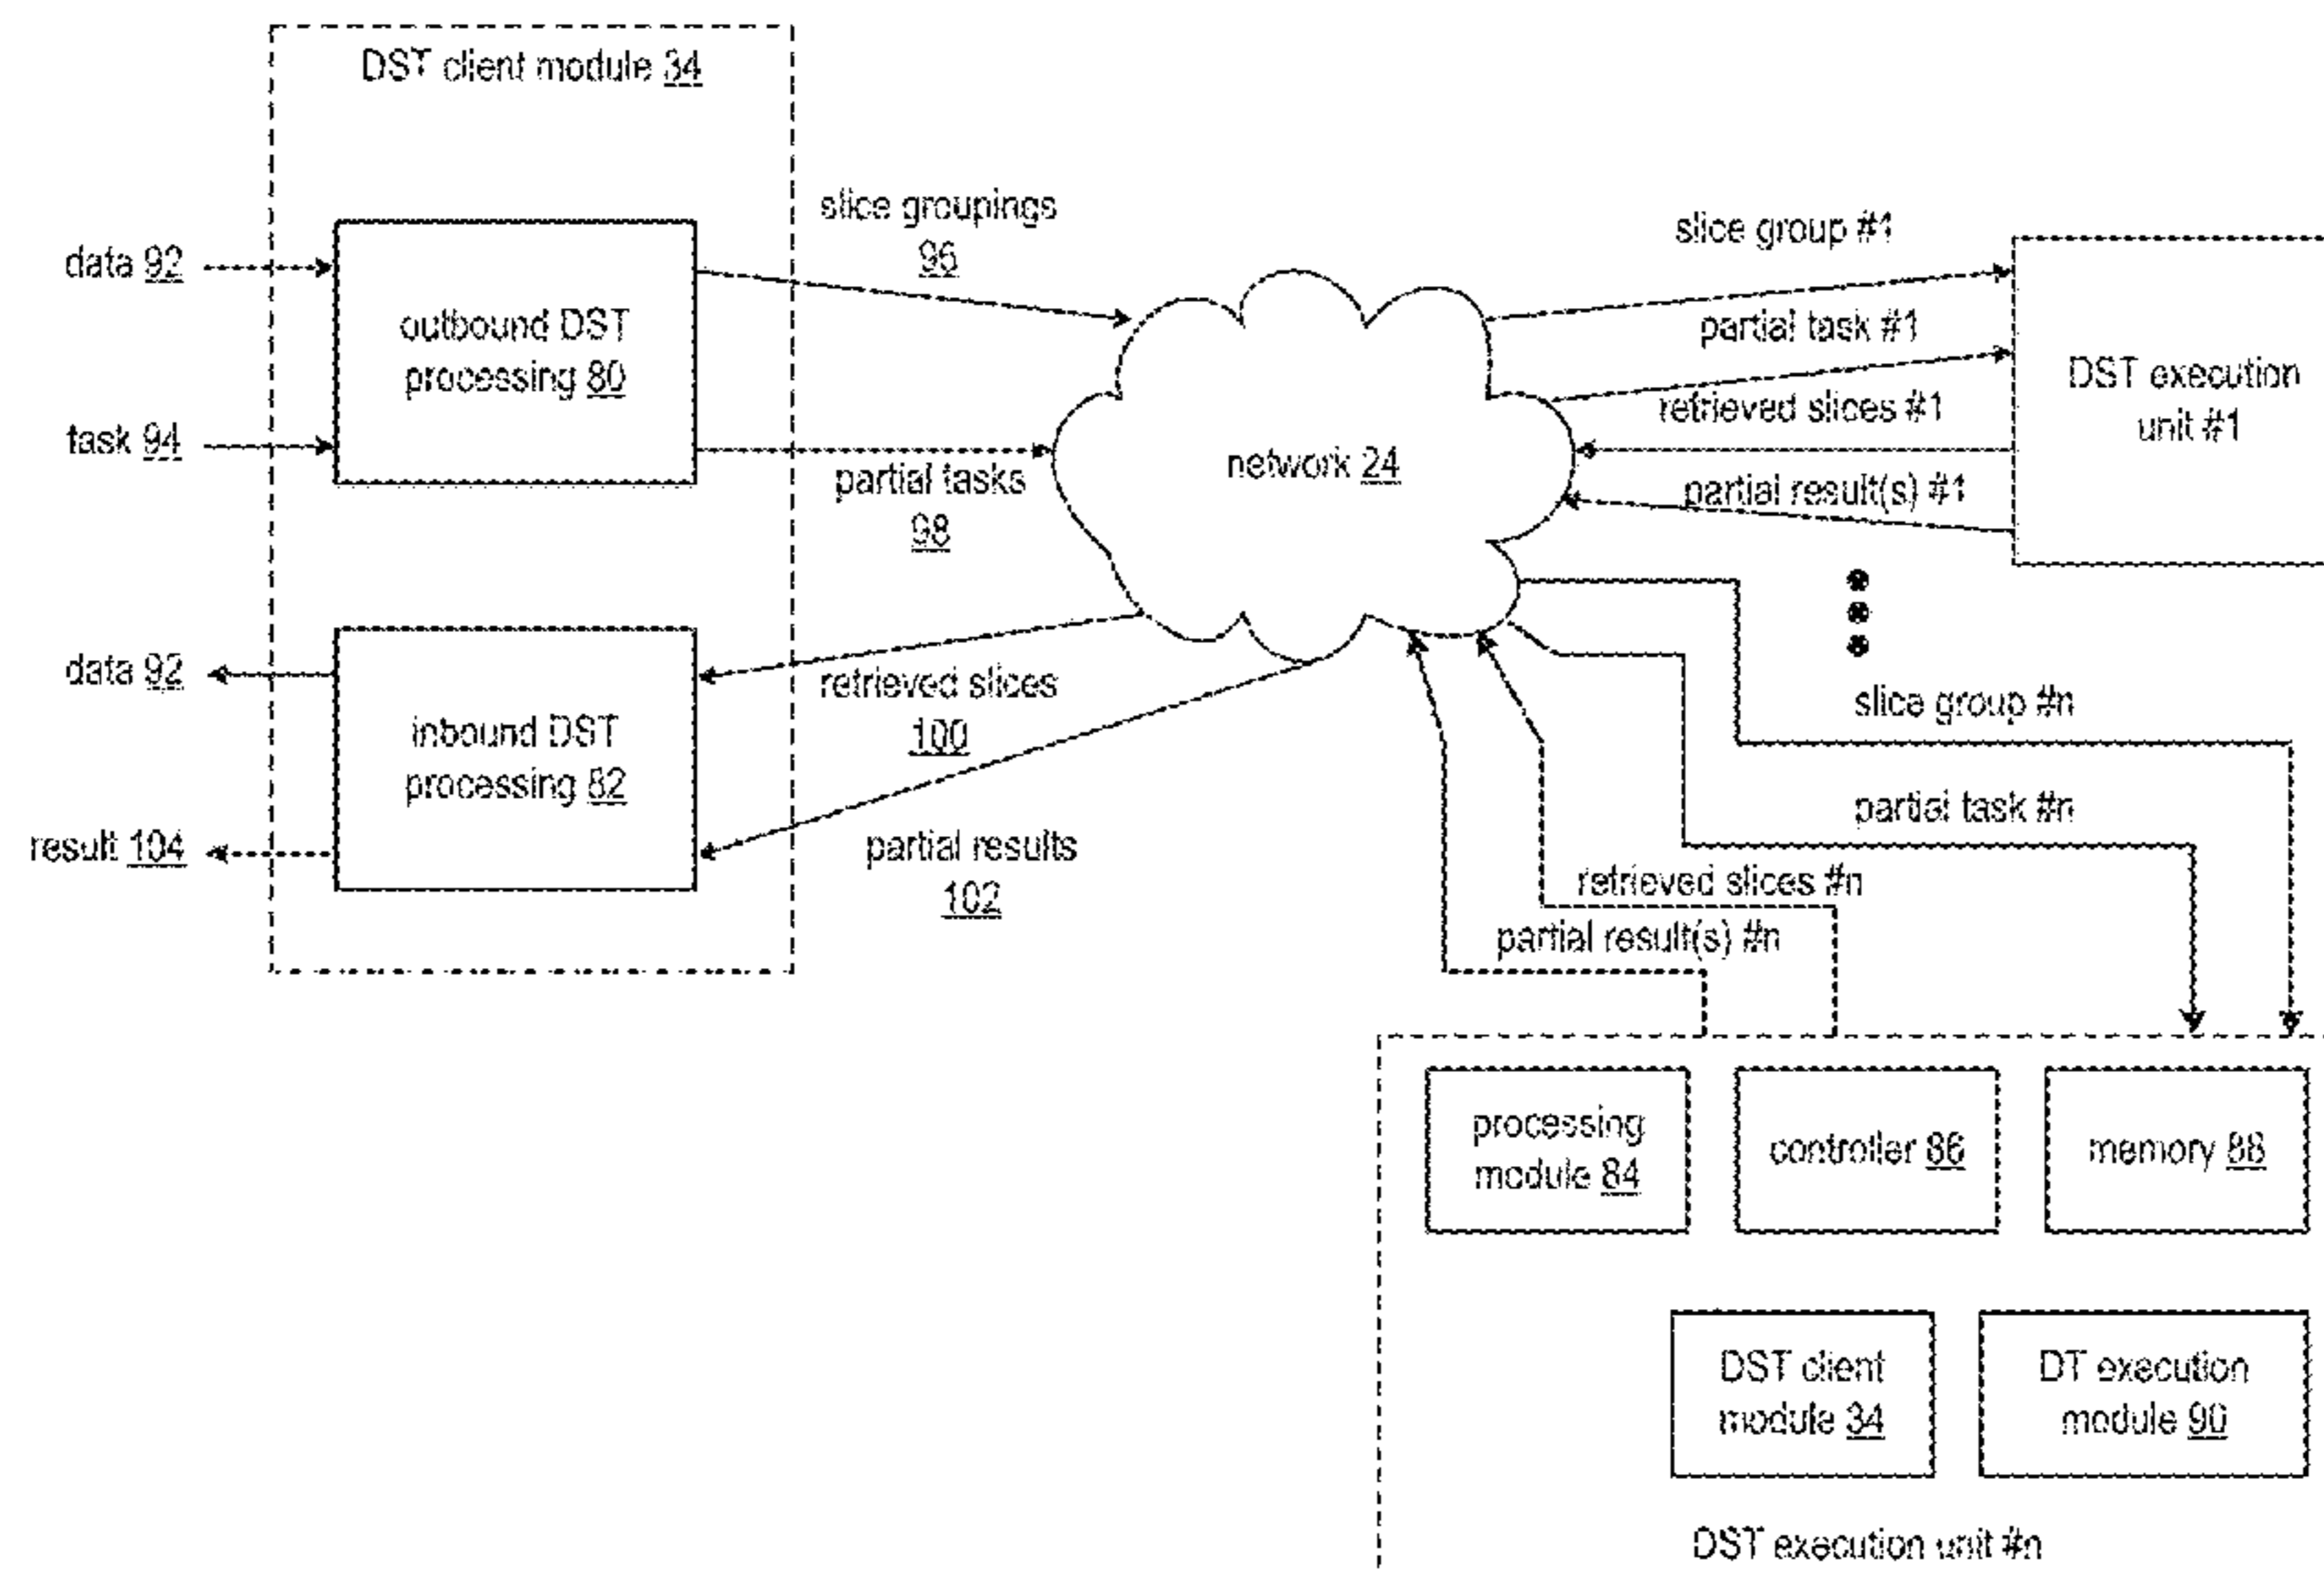 DST client module 34
data 92
task 94
outbound DST
processing 80
slice groupings
96
partial tasks
98
data 92
result 104
inbound DST
processing 82
retrieved slices
100
partial results
102
network 24
slice group #1
partial task #1
retrieved slices #1
partial result(s) #1
DST execution
unit #1
slice group #n
partial task #n
retrieved slices #n
partial result(s) #n
processing
module 84
controller 86
memory 88
DST client
module 34
DT execution
module 90
DST execution unit #n